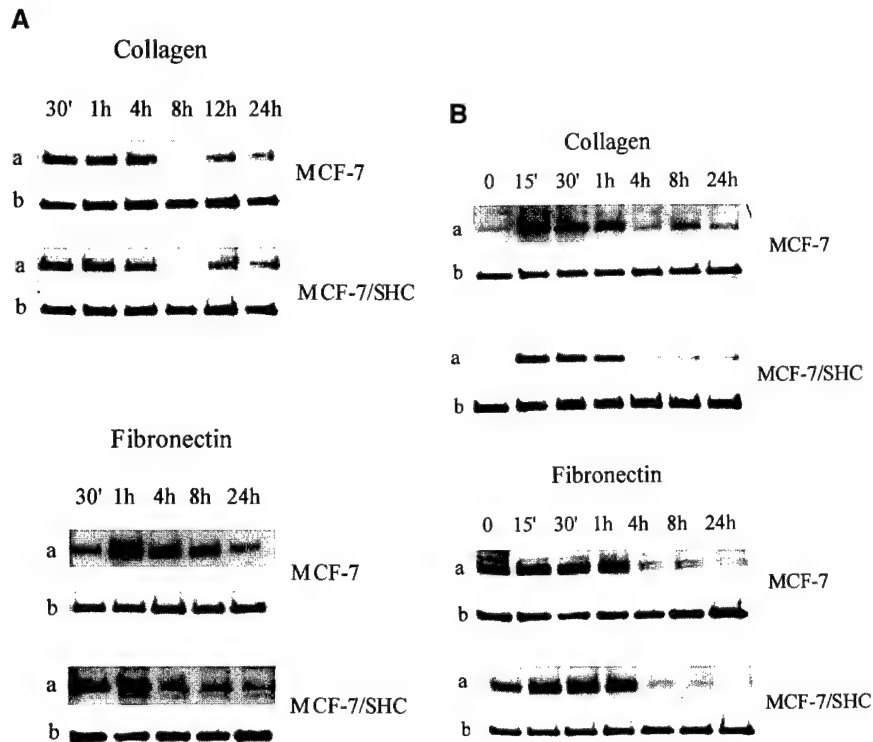 A
Collagen
30' 1h 4h 8h 12h 24h
a
MCF-7
b
a
MCF-7/SHC
b
Fibronectin
30' 1h 4h 8h 24h
a
MCF-7
b
a
MCF-7/SHC
b
B
Collagen
0 15' 30' 1h 4h 8h 24h
a
MCF-7
b
a
MCF-7/SHC
b
Fibronectin
0 15' 30' 1h 4h 8h 24h
a
MCF-7
b
a
MCF-7/SHC
b